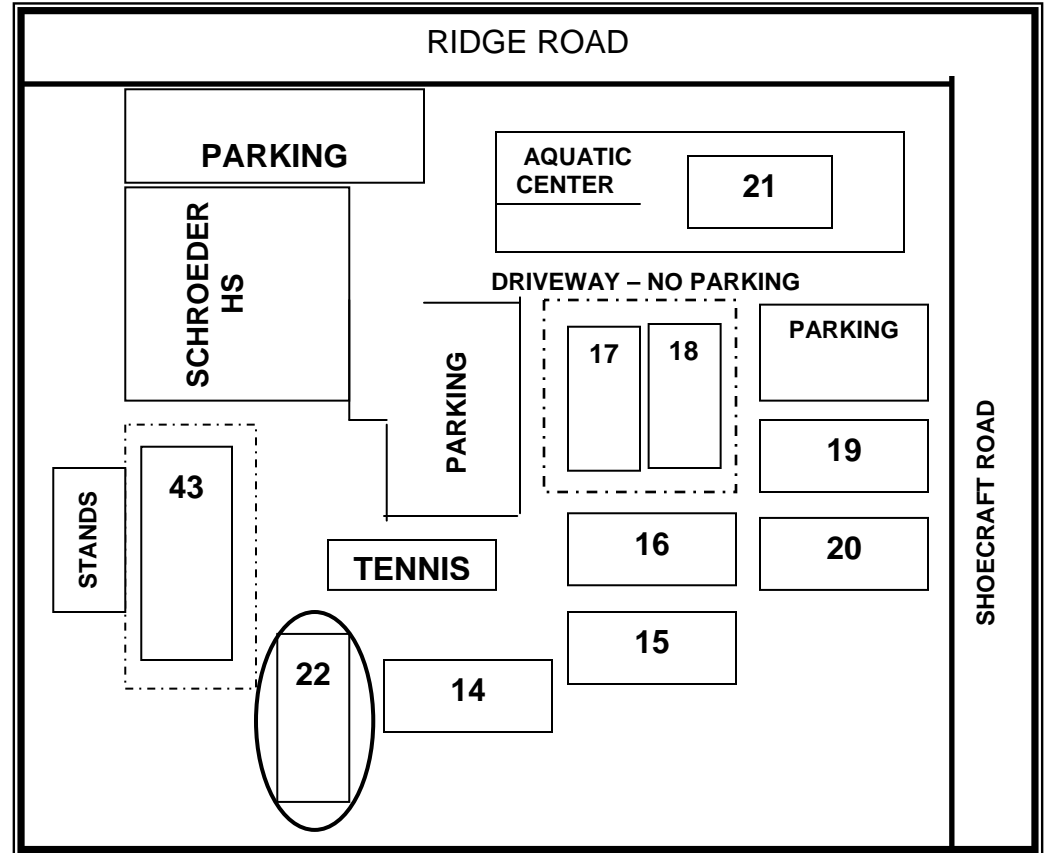 RIDGE ROAD
PARKING
AQUATIC
CENTER
21
SCHROEDER
HS
DRIVEWAY – NO PARKING
PARKING
17
18
PARKING
SHOECRAFT ROAD
19
43
STANDS
16
20
TENNIS
15
22
14